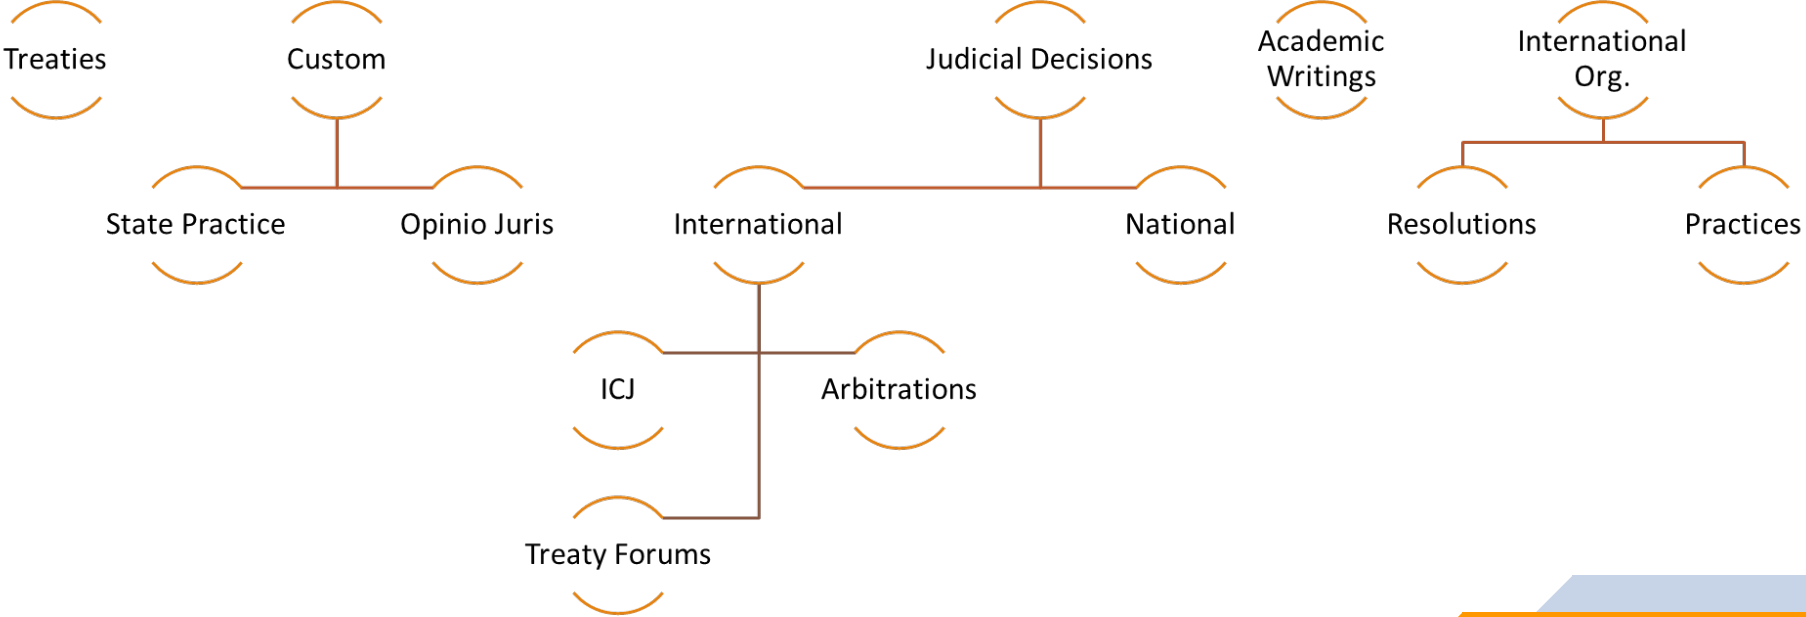 Treaties
Custom
Judicial Decisions
Academic
Writings
International
Org.
State Practice
Opinio Juris
International
National
Resolutions
Practices
ICJ
Arbitrations
Treaty Forums